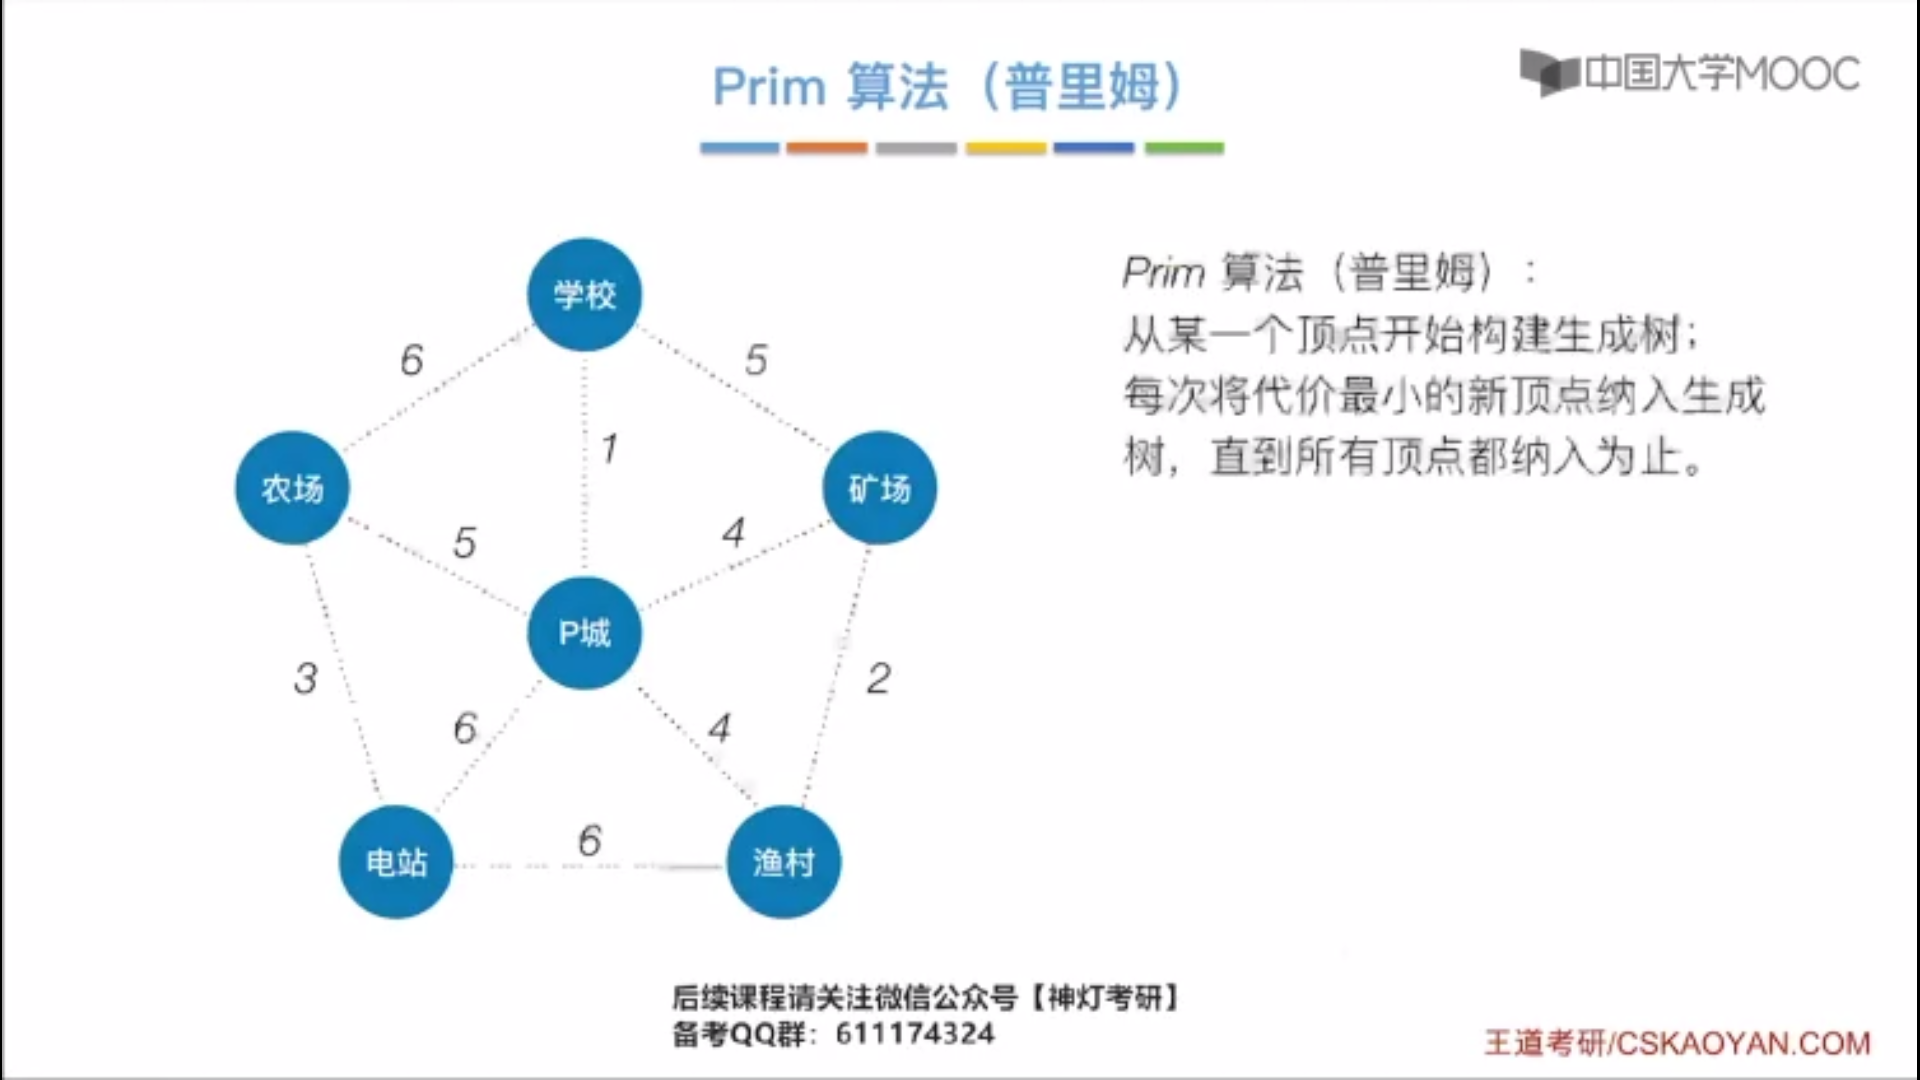 Prim 算法（普里姆）
中国大学MOOC
学校
6
5
1
农场
矿场
5
4
P城
3
2
6
4
6
电站
渔村
Prim 算法（普里姆）:
从某一个顶点开始构建生成树;
每次将代价最小的新顶点纳入生成
树，直到所有顶点都纳入为止。
后续课程请关注微信公众号【神灯考研】
备考QQ群：611174324
王道考研/CSKAOYAN.COM